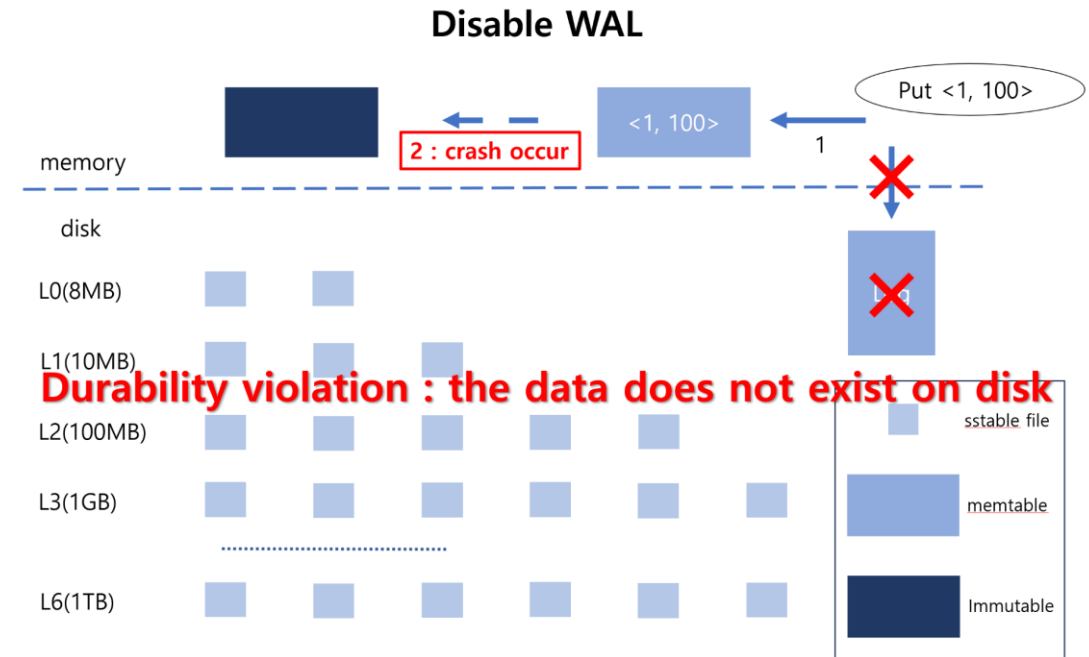 Disable WAL
Put <1, 100>
<1, 100>
1
2 : crash occur
memory
disk
L0(8MB)
L1(10MB)
Durability violation : the data does not exist on disk
L2(100MB)
L3(1GB)
L6(1TB)
sstable file
memtable
Immutable